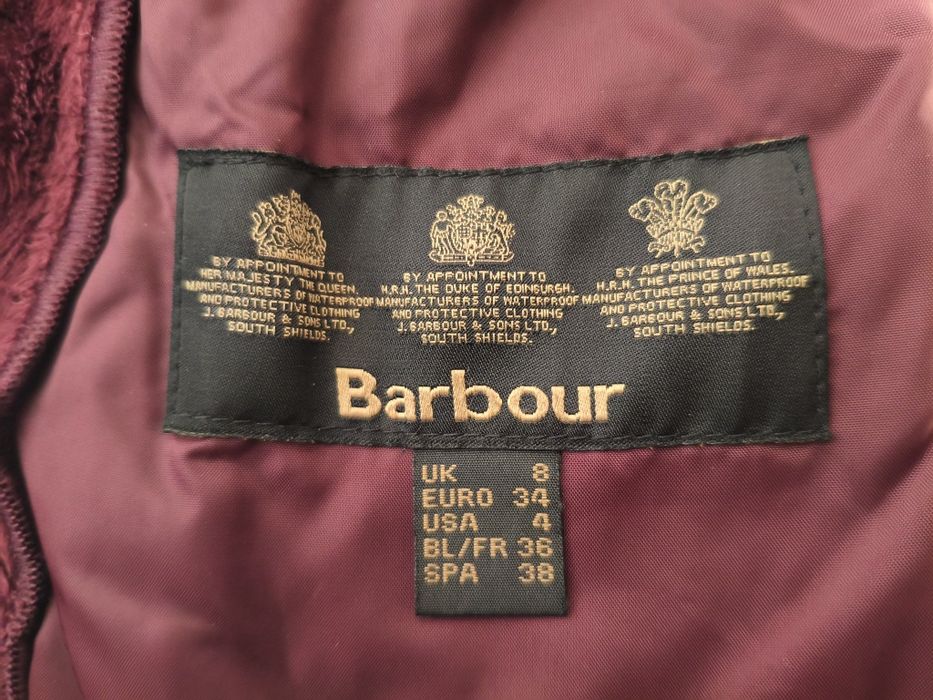 BY APPOINTMENT TO
HER MAJESTY THE QUEEN.
MANUFACTURERS OF WATERPROOF
AND PROTECTIVE CLOTHING
J. BARBOUR & SONS LTD.,
SOUTH SHIELDS.
BY APPOINTMENT TO
H.R.H. THE DUKE OF EDINBURGH.
MANUFACTURERS OF WATERPROOF
AND PROTECTIVE CLOTHING
J. BARBOUR & SONS LTD.,
SOUTH SHIELDS.
BY APPOINTMENT TO
H.R.H. THE PRINCE OF WALES.
MANUFACTURERS OF WATERPROOF
AND PROTECTIVE CLOTHING
J. BARBOUR & SONS LTD.,
SOUTH SHIELDS.
Barbour
UK 8
EURO 34
USA 4
BL/FR 36
SPA 38